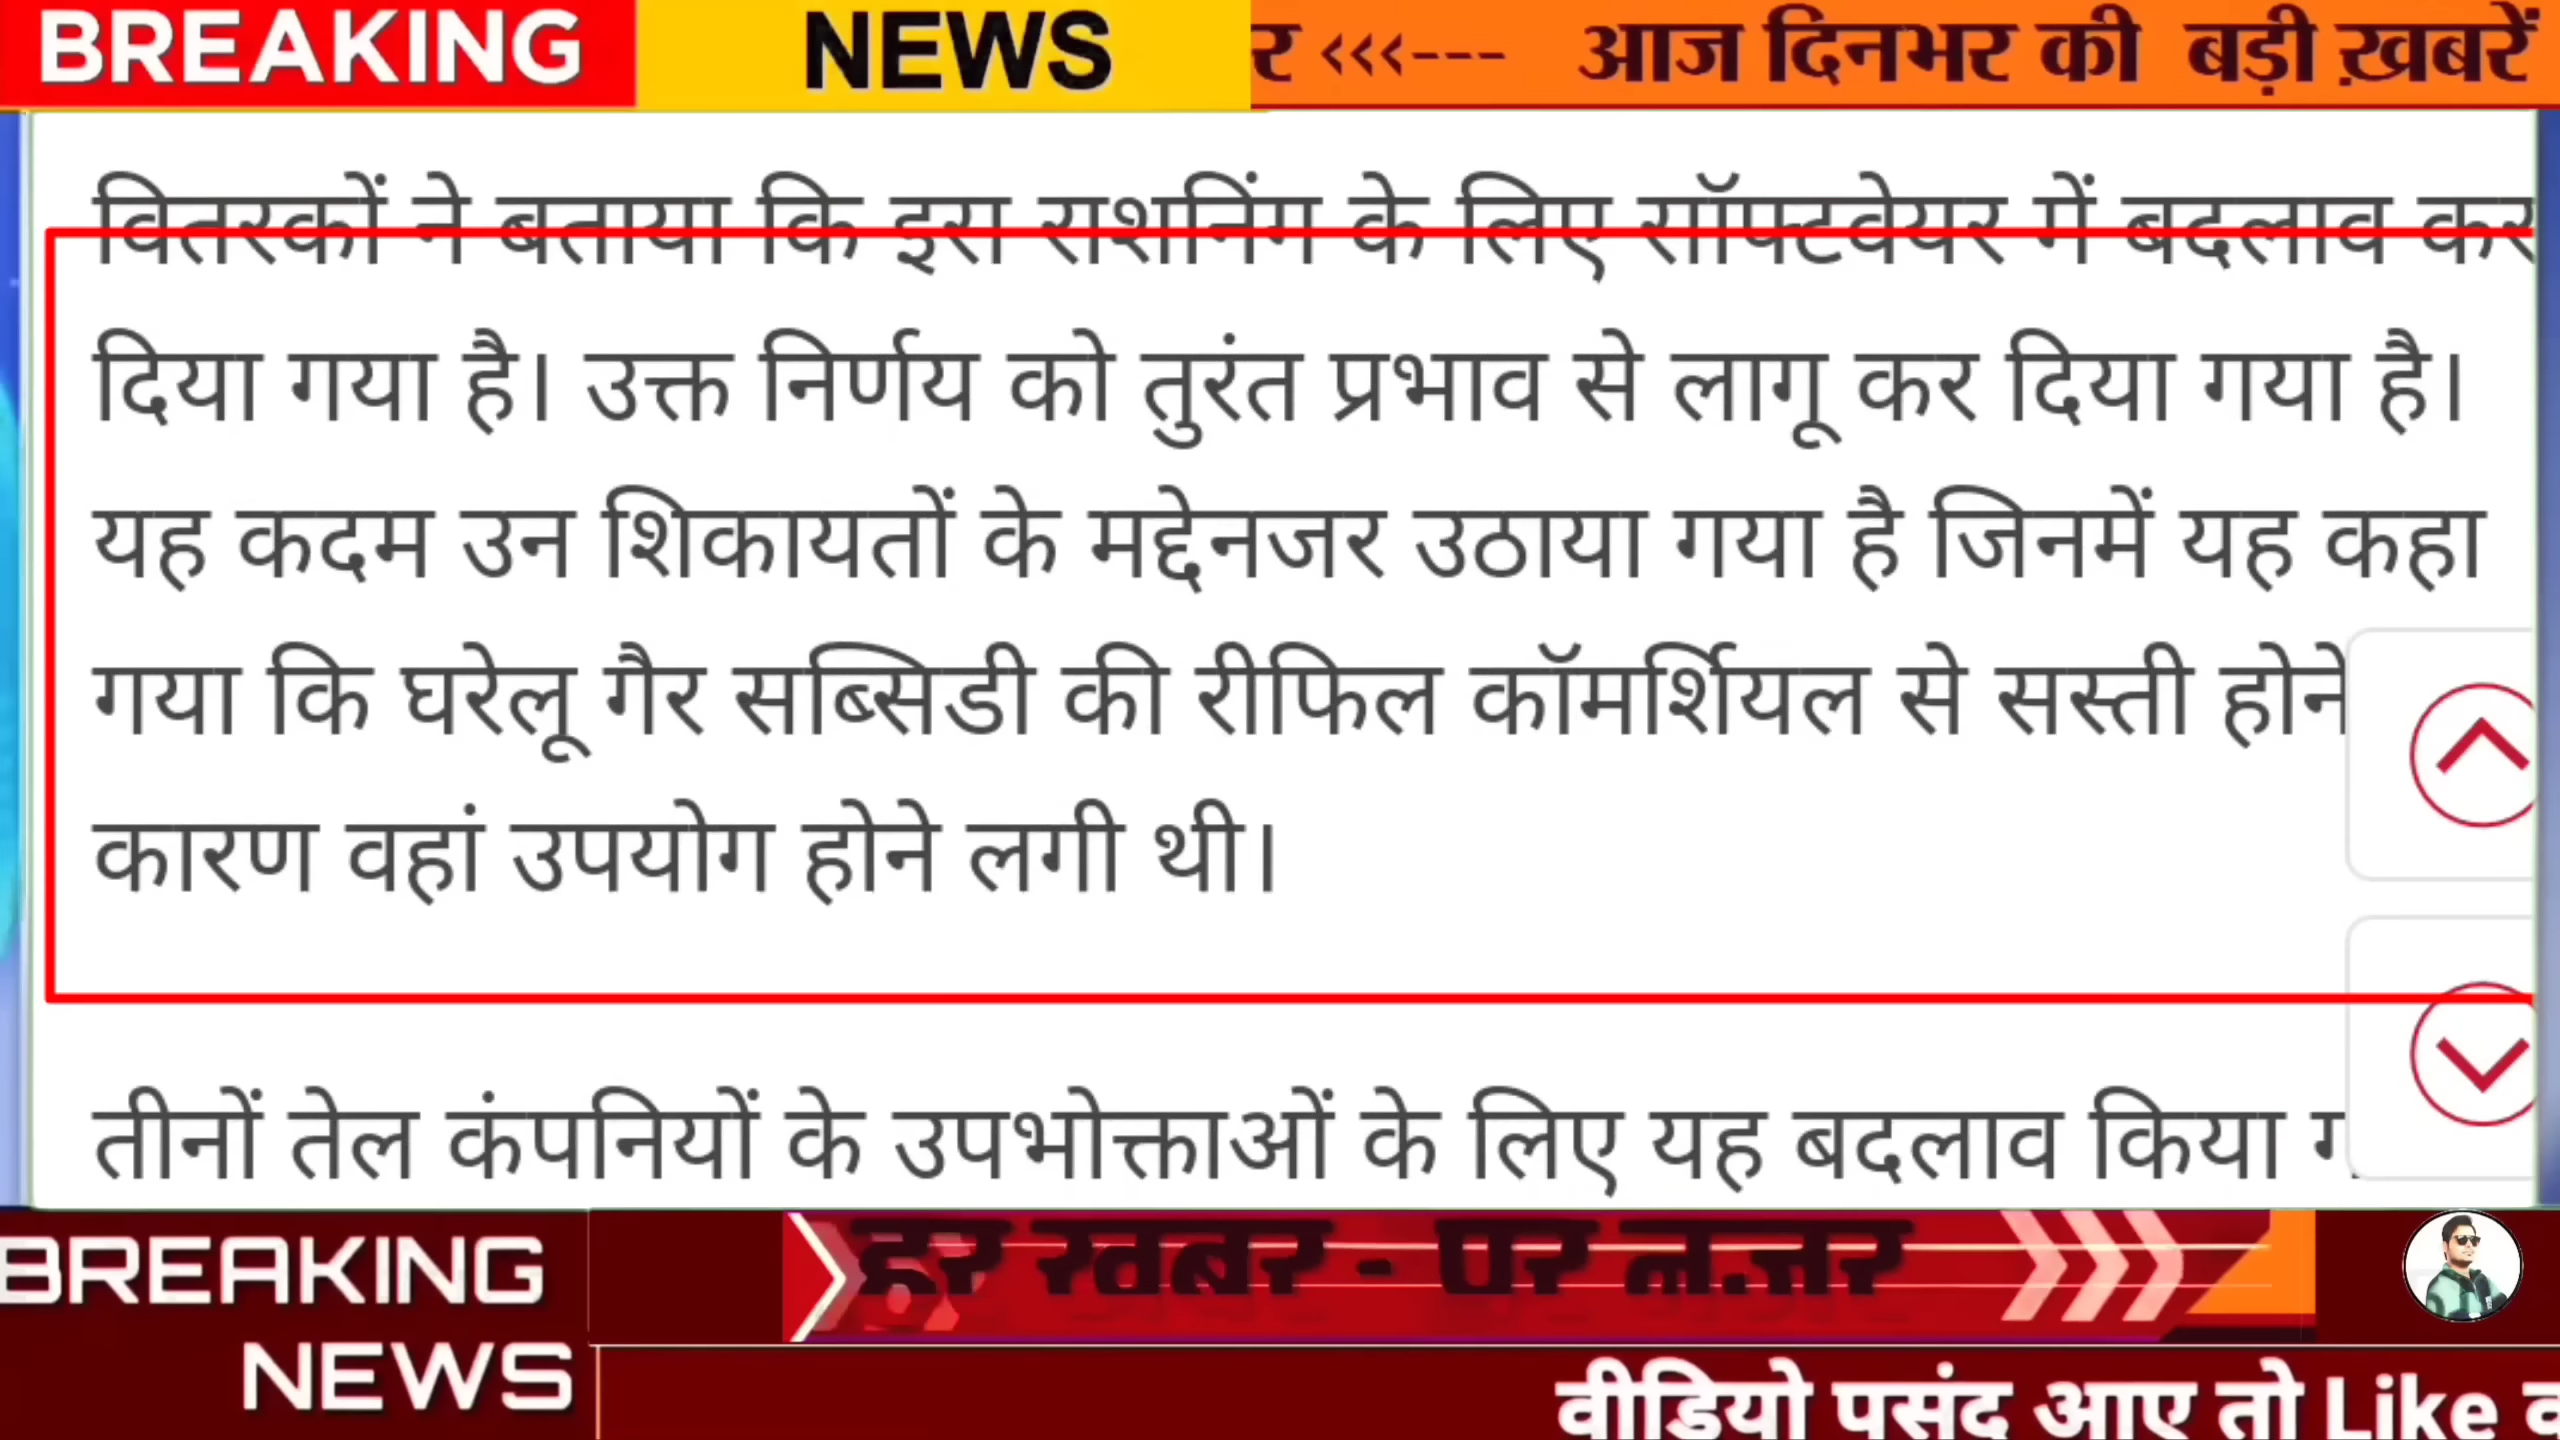 BREAKING NEWS र <<<--- आज दिनभर की बड़ी ख़बरें
वितरकों ने बताया कि इस राशनिंग के लिए सॉफ्टवेयर में बदलाव कर
दिया गया है। उक्त निर्णय को तुरंत प्रभाव से लागू कर दिया गया है।
यह कदम उन शिकायतों के मद्देनजर उठाया गया है जिनमें यह कहा
गया कि घरेलू गैर सब्सिडी की रीफिल कॉमर्शियल से सस्ती होने
कारण वहां उपयोग होने लगी थी।
तीनों तेल कंपनियों के उपभोक्ताओं के लिए यह बदलाव किया
BREAKING
NEWS
हर खबर - पर नज़र
वीडियो पसंद आए तो Like